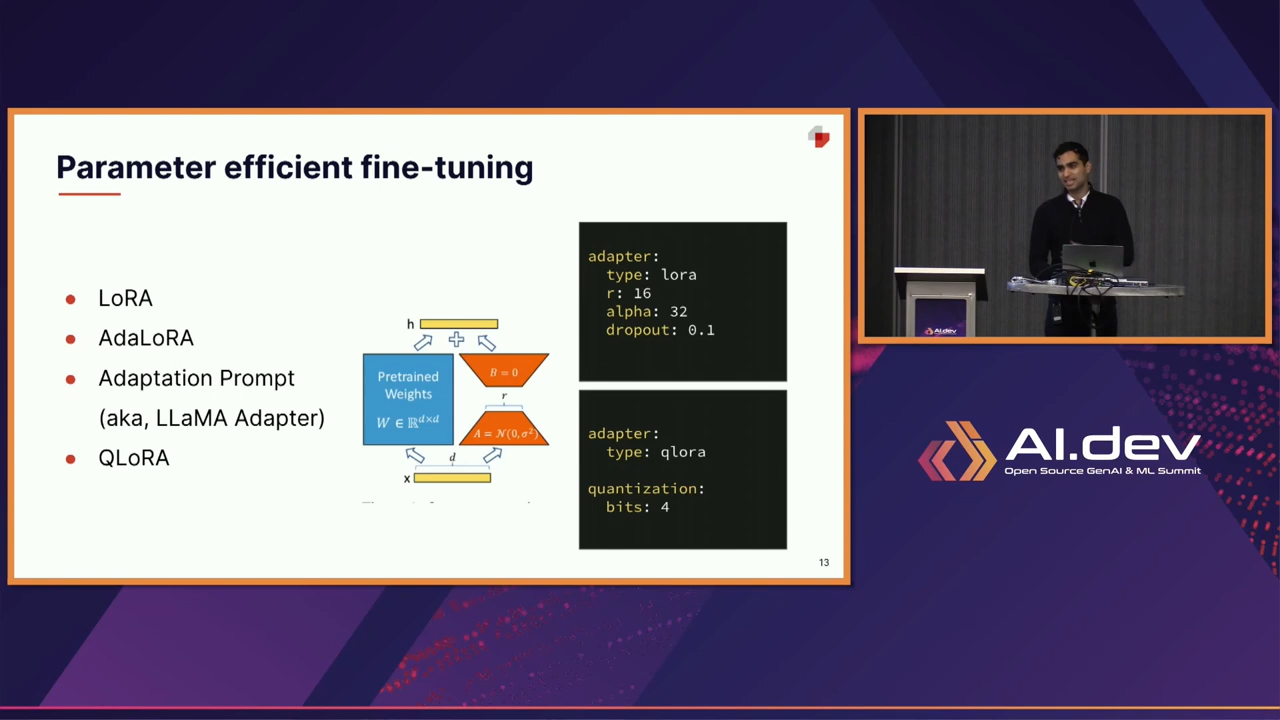 Parameter efficient fine-tuning
LoRA
AdaLoRA
Adaptation Prompt
(aka, LLaMA Adapter)
QLoRA
h
Pretrained
Weights
W ∈ ℝ^{d×d}
B = 0
r
A = 𝒩(0, σ²)
d
x
adapter:
  type: lora
  r: 16
  alpha: 32
  dropout: 0.1
adapter:
  type: qlora
quantization:
  bits: 4
13
AI.dev
AI.dev
Open Source GenAI & ML Summit